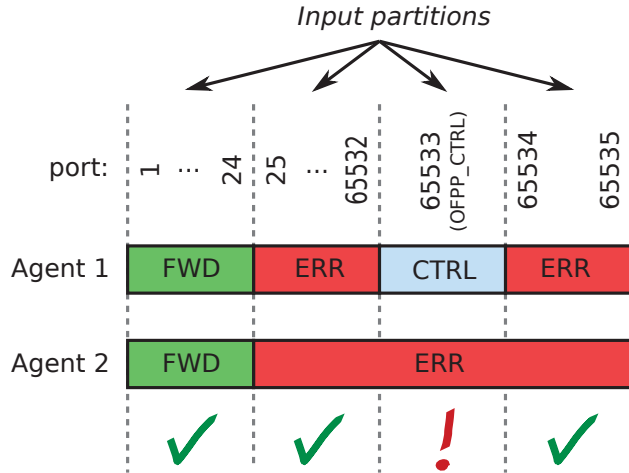 Input partitions
port: 1 ... 24 25 ... 65532 65533 (OFPP_CTRL) 65534 65535
Agent 1 FWD ERR CTRL ERR
Agent 2 FWD ERR